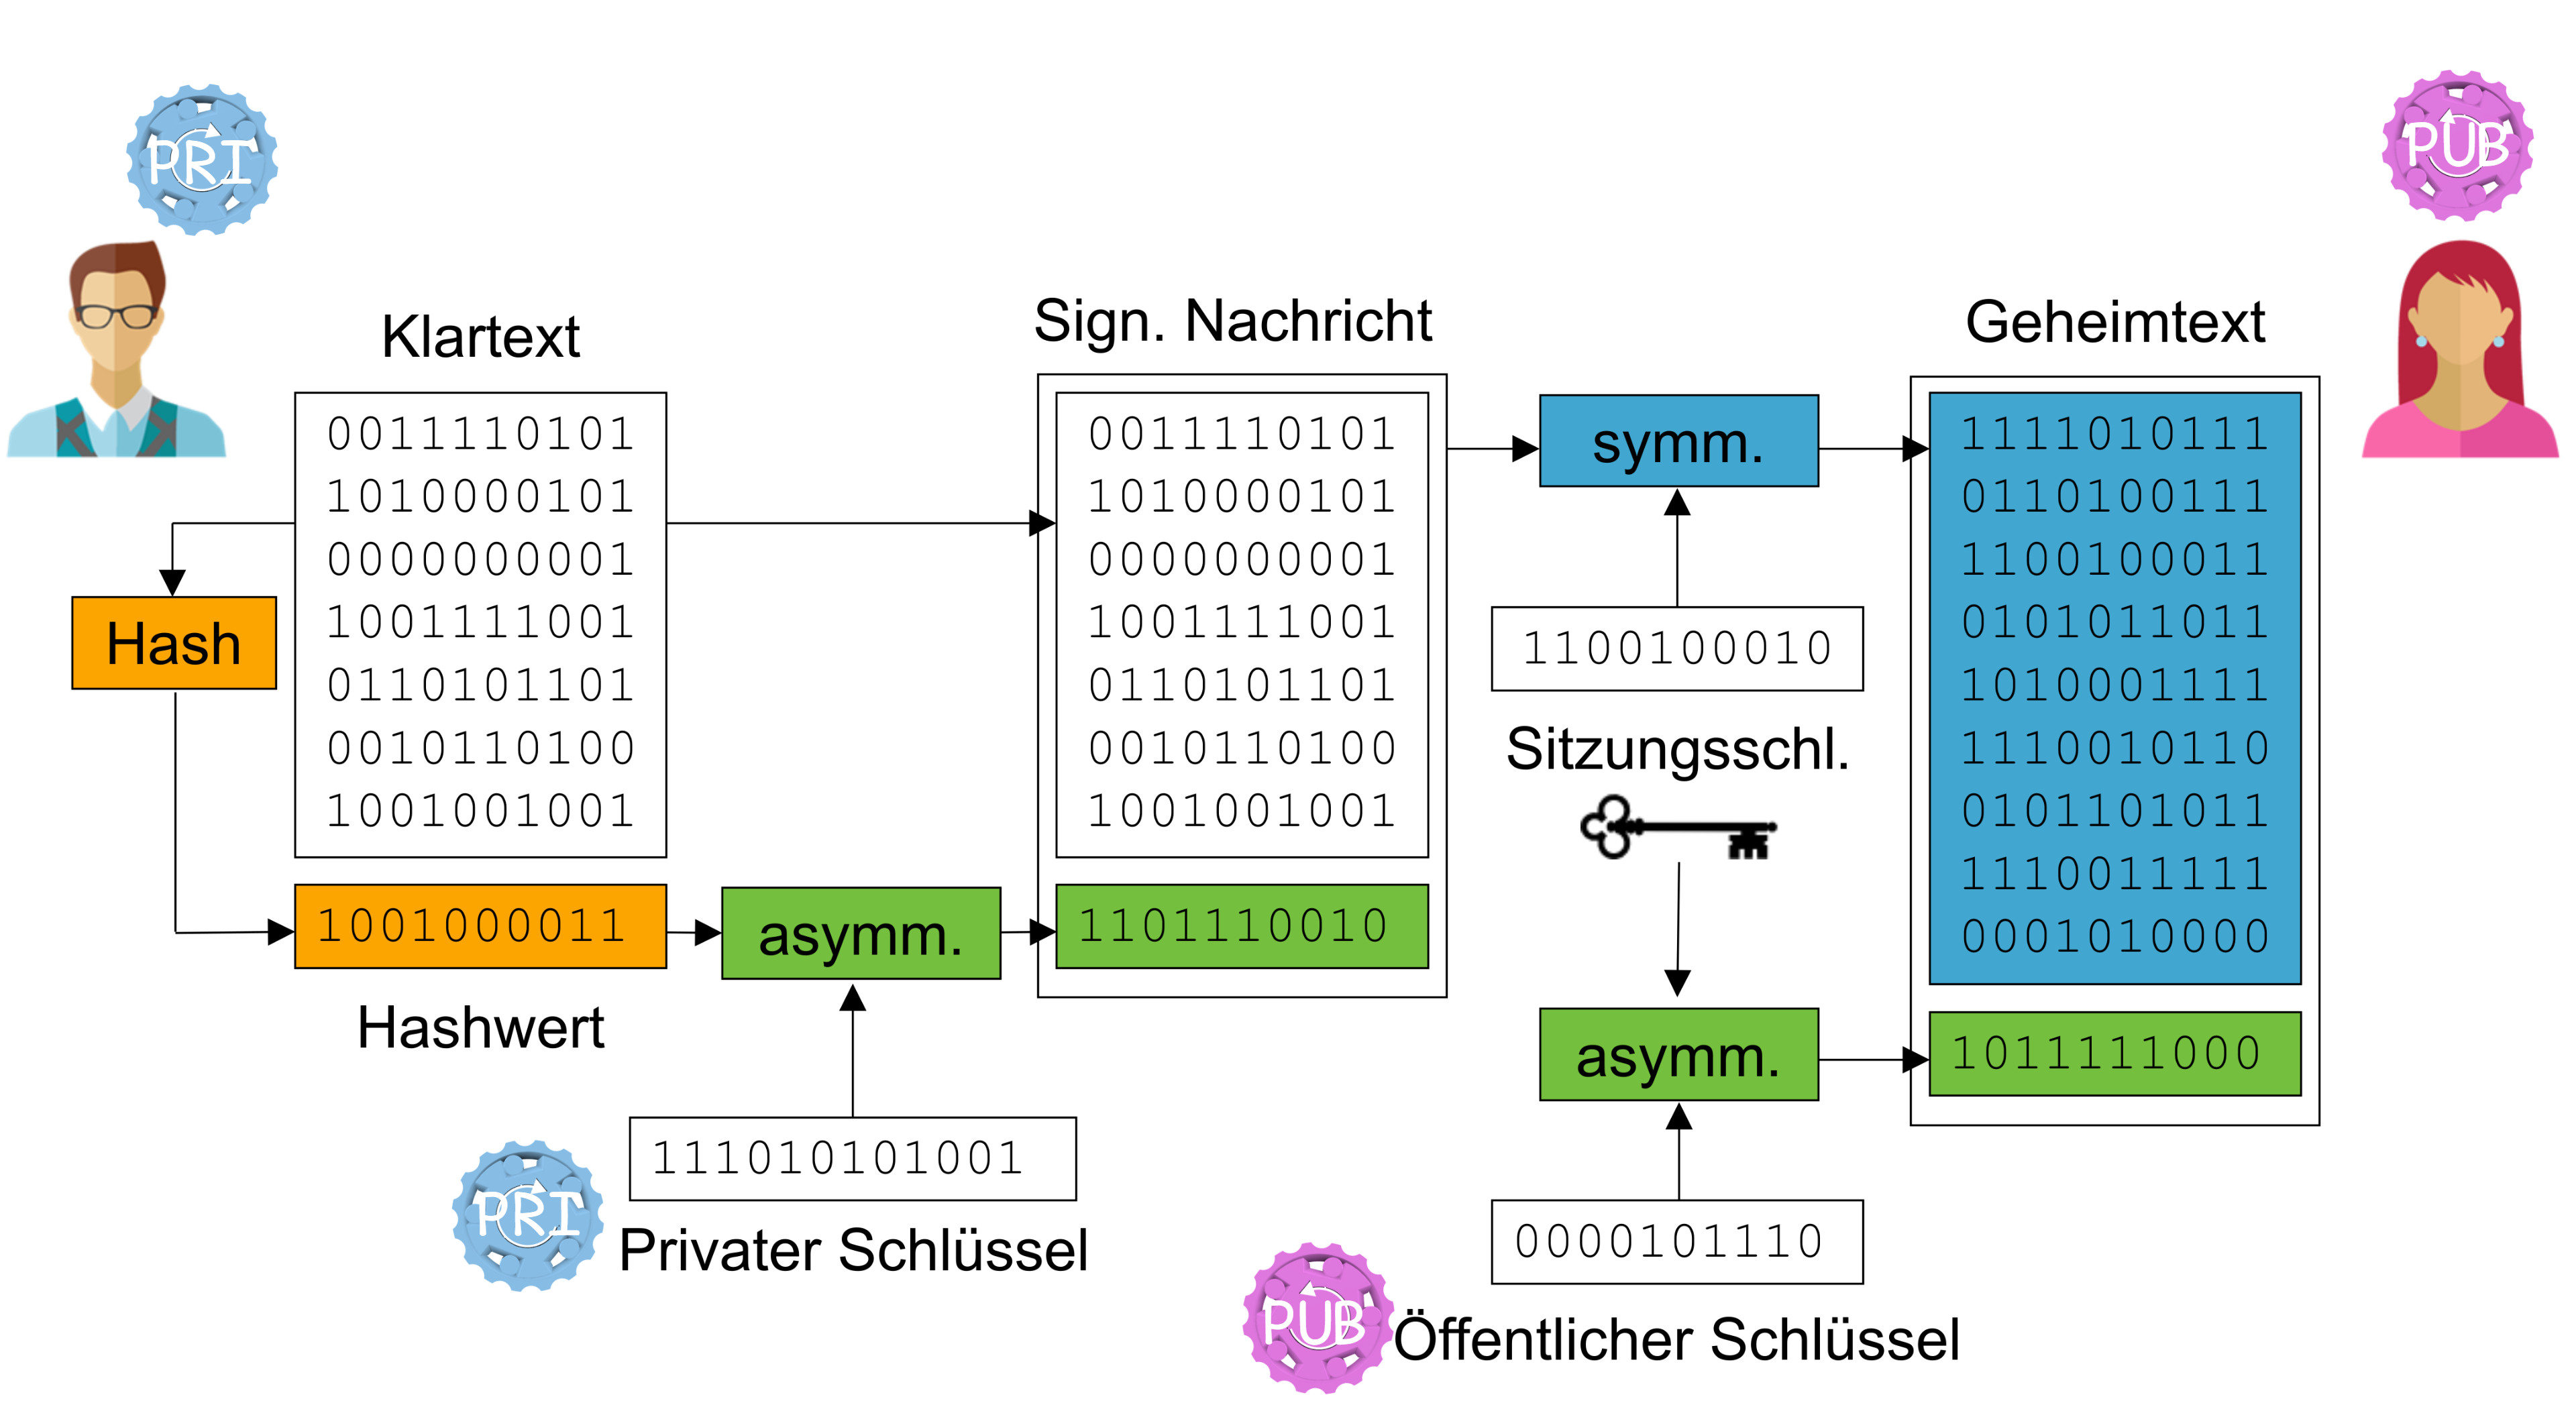 PRI
PUB
Klartext
0011110101
1010000101
0000000001
1001111001
0110101101
0010110100
1001001001
Hash
1001000011
Hashwert
asymm.
111010101001
PRI
Privater Schlüssel
Sign. Nachricht
0011110101
1010000101
0000000001
1001111001
0110101101
0010110100
1001001001
1101110010
symm.
1100100010
Sitzungsschl.
asymm.
0000101110
PUB
Öffentlicher Schlüssel
Geheimtext
1111010111
0110100111
1100100011
0101011011
1010001111
1110010110
0101101011
1110011111
0001010000
1011111000